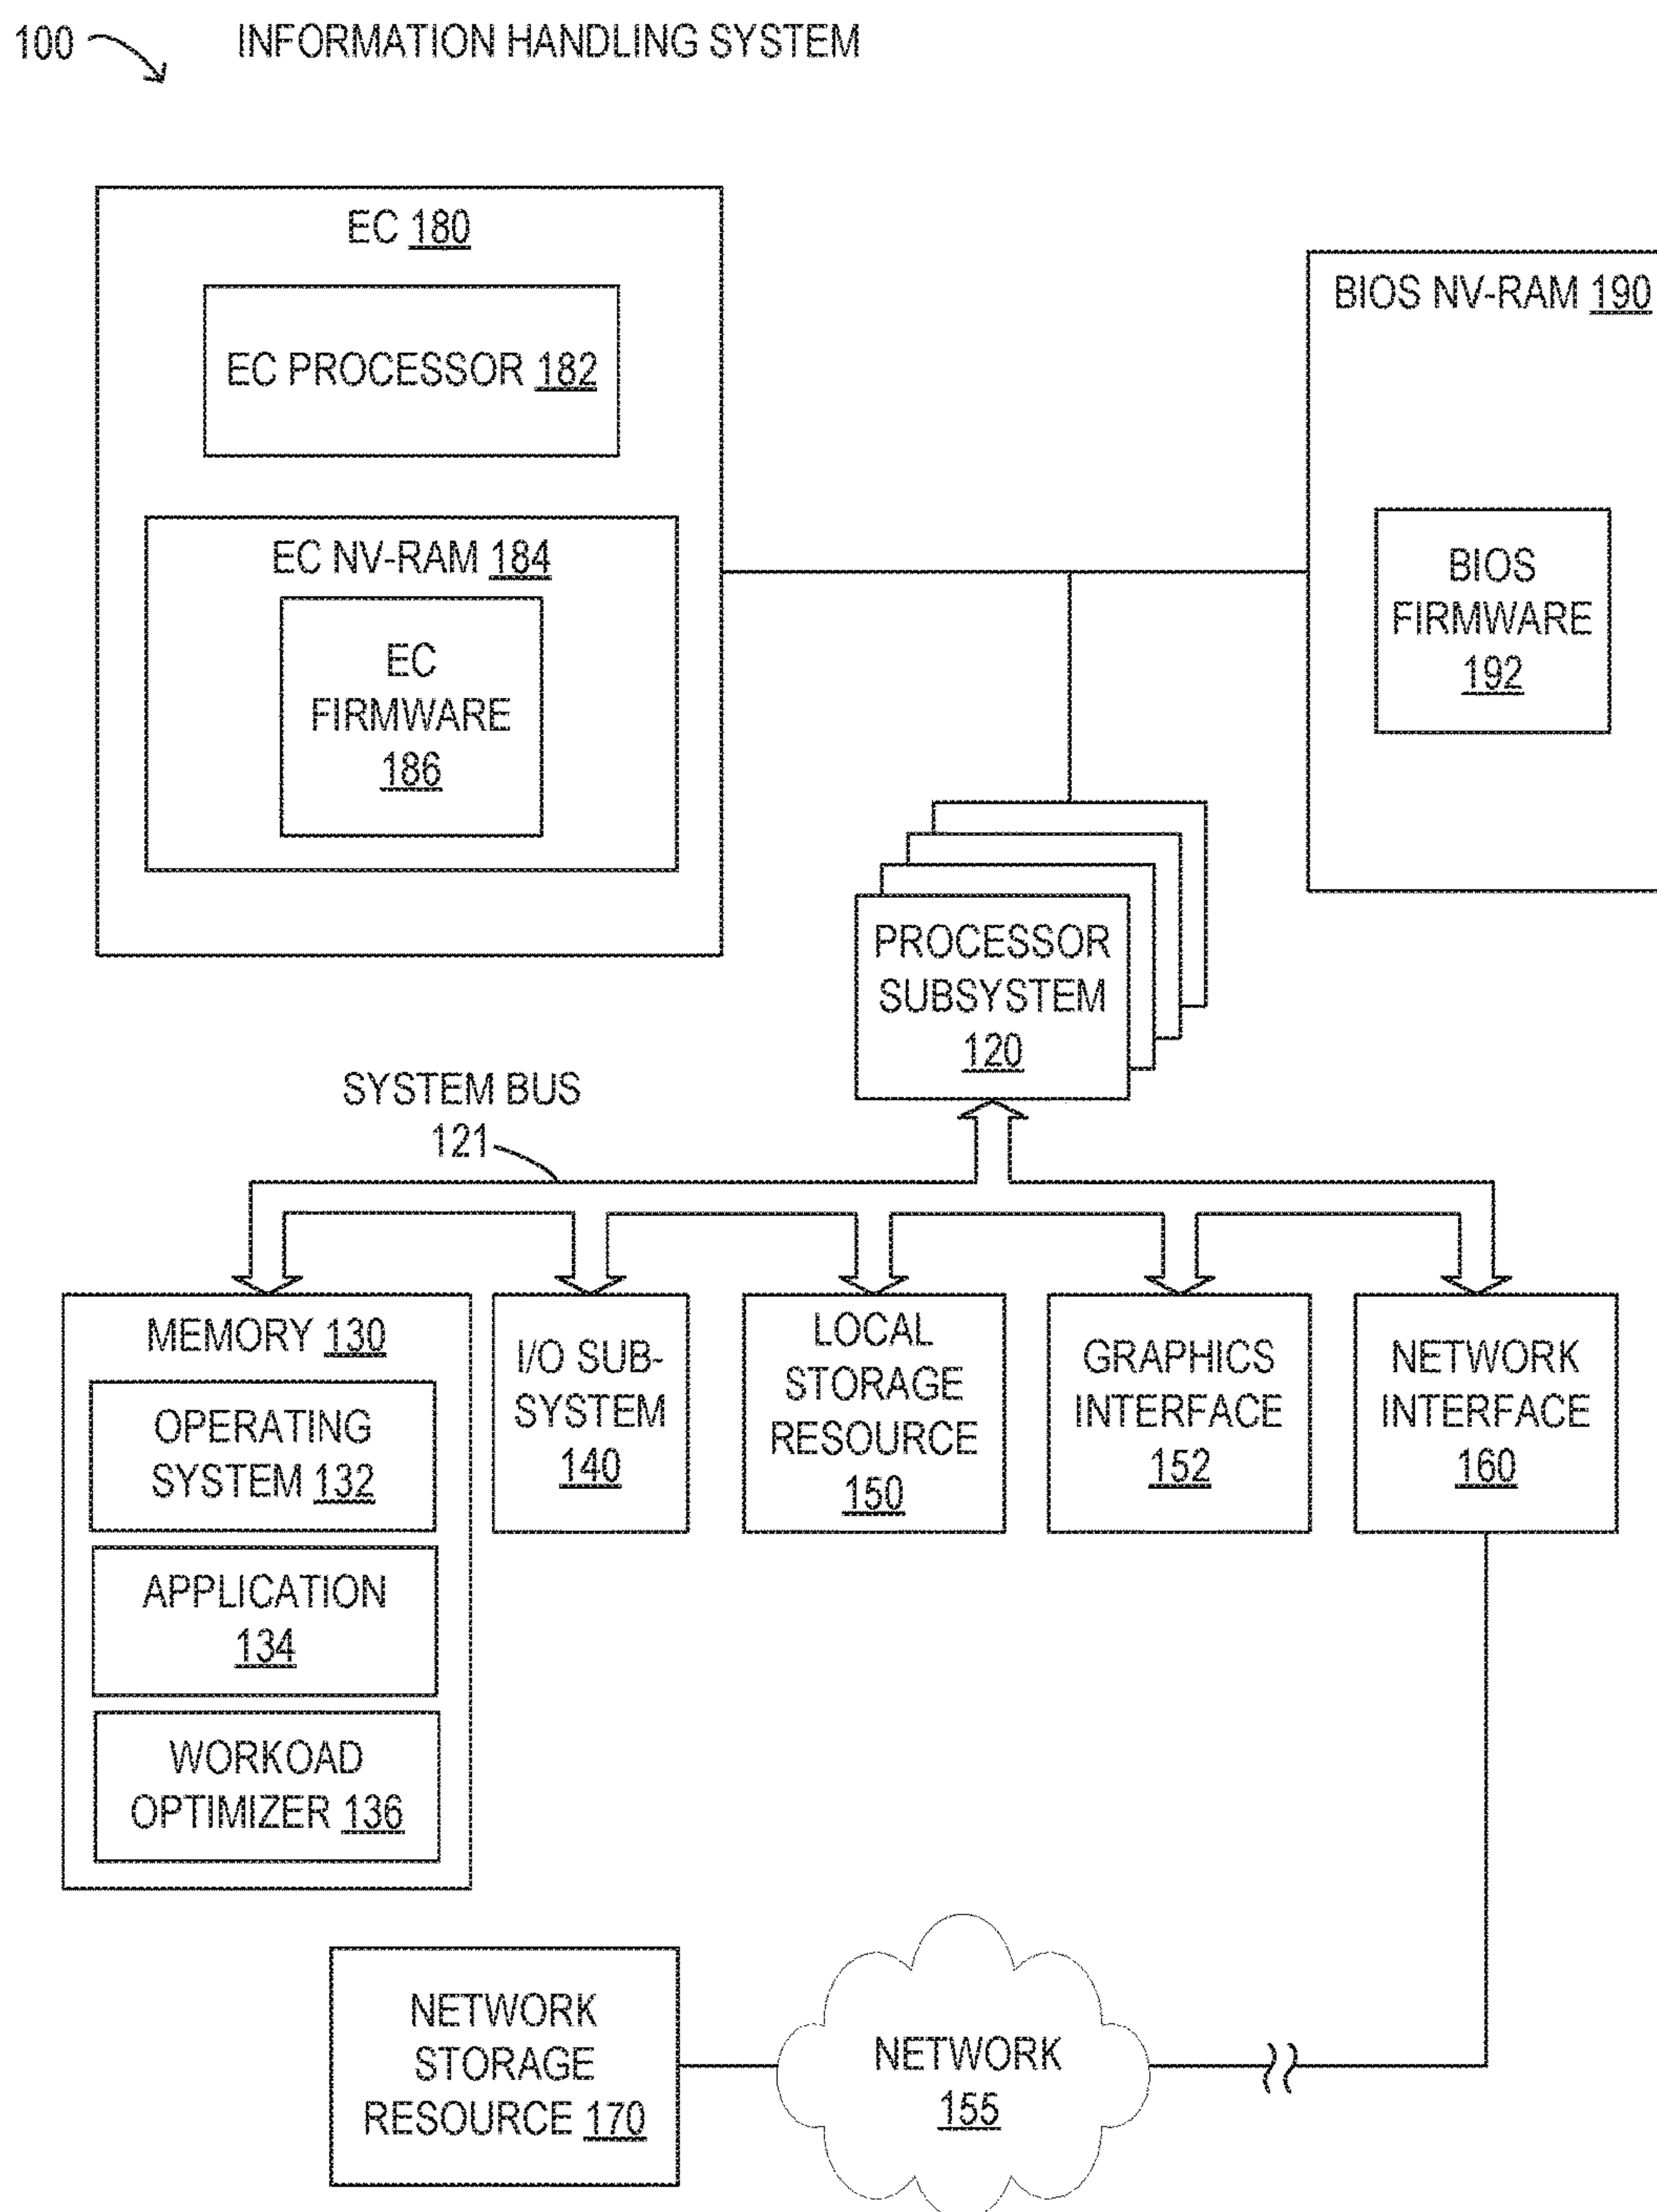 100 INFORMATION HANDLING SYSTEM
EC 180
EC PROCESSOR 182
EC NV-RAM 184
EC
FIRMWARE
186
BIOS NV-RAM 190
BIOS
FIRMWARE
192
PROCESSOR
SUBSYSTEM
120
SYSTEM BUS
121
MEMORY 130
OPERATING
SYSTEM 132
APPLICATION
134
WORKOAD
OPTIMIZER 136
I/O SUB-
SYSTEM
140
LOCAL
STORAGE
RESOURCE
150
GRAPHICS
INTERFACE
152
NETWORK
INTERFACE
160
NETWORK
STORAGE
RESOURCE 170
NETWORK
155